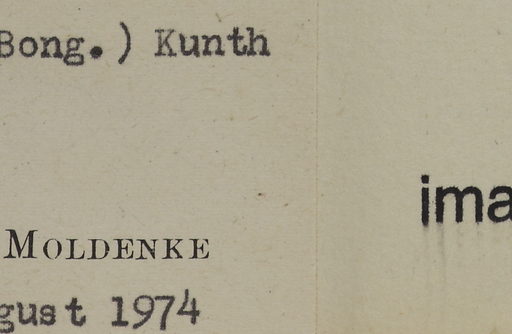 Bong.) Kunth
ima
MOLDENKE
gust 1974